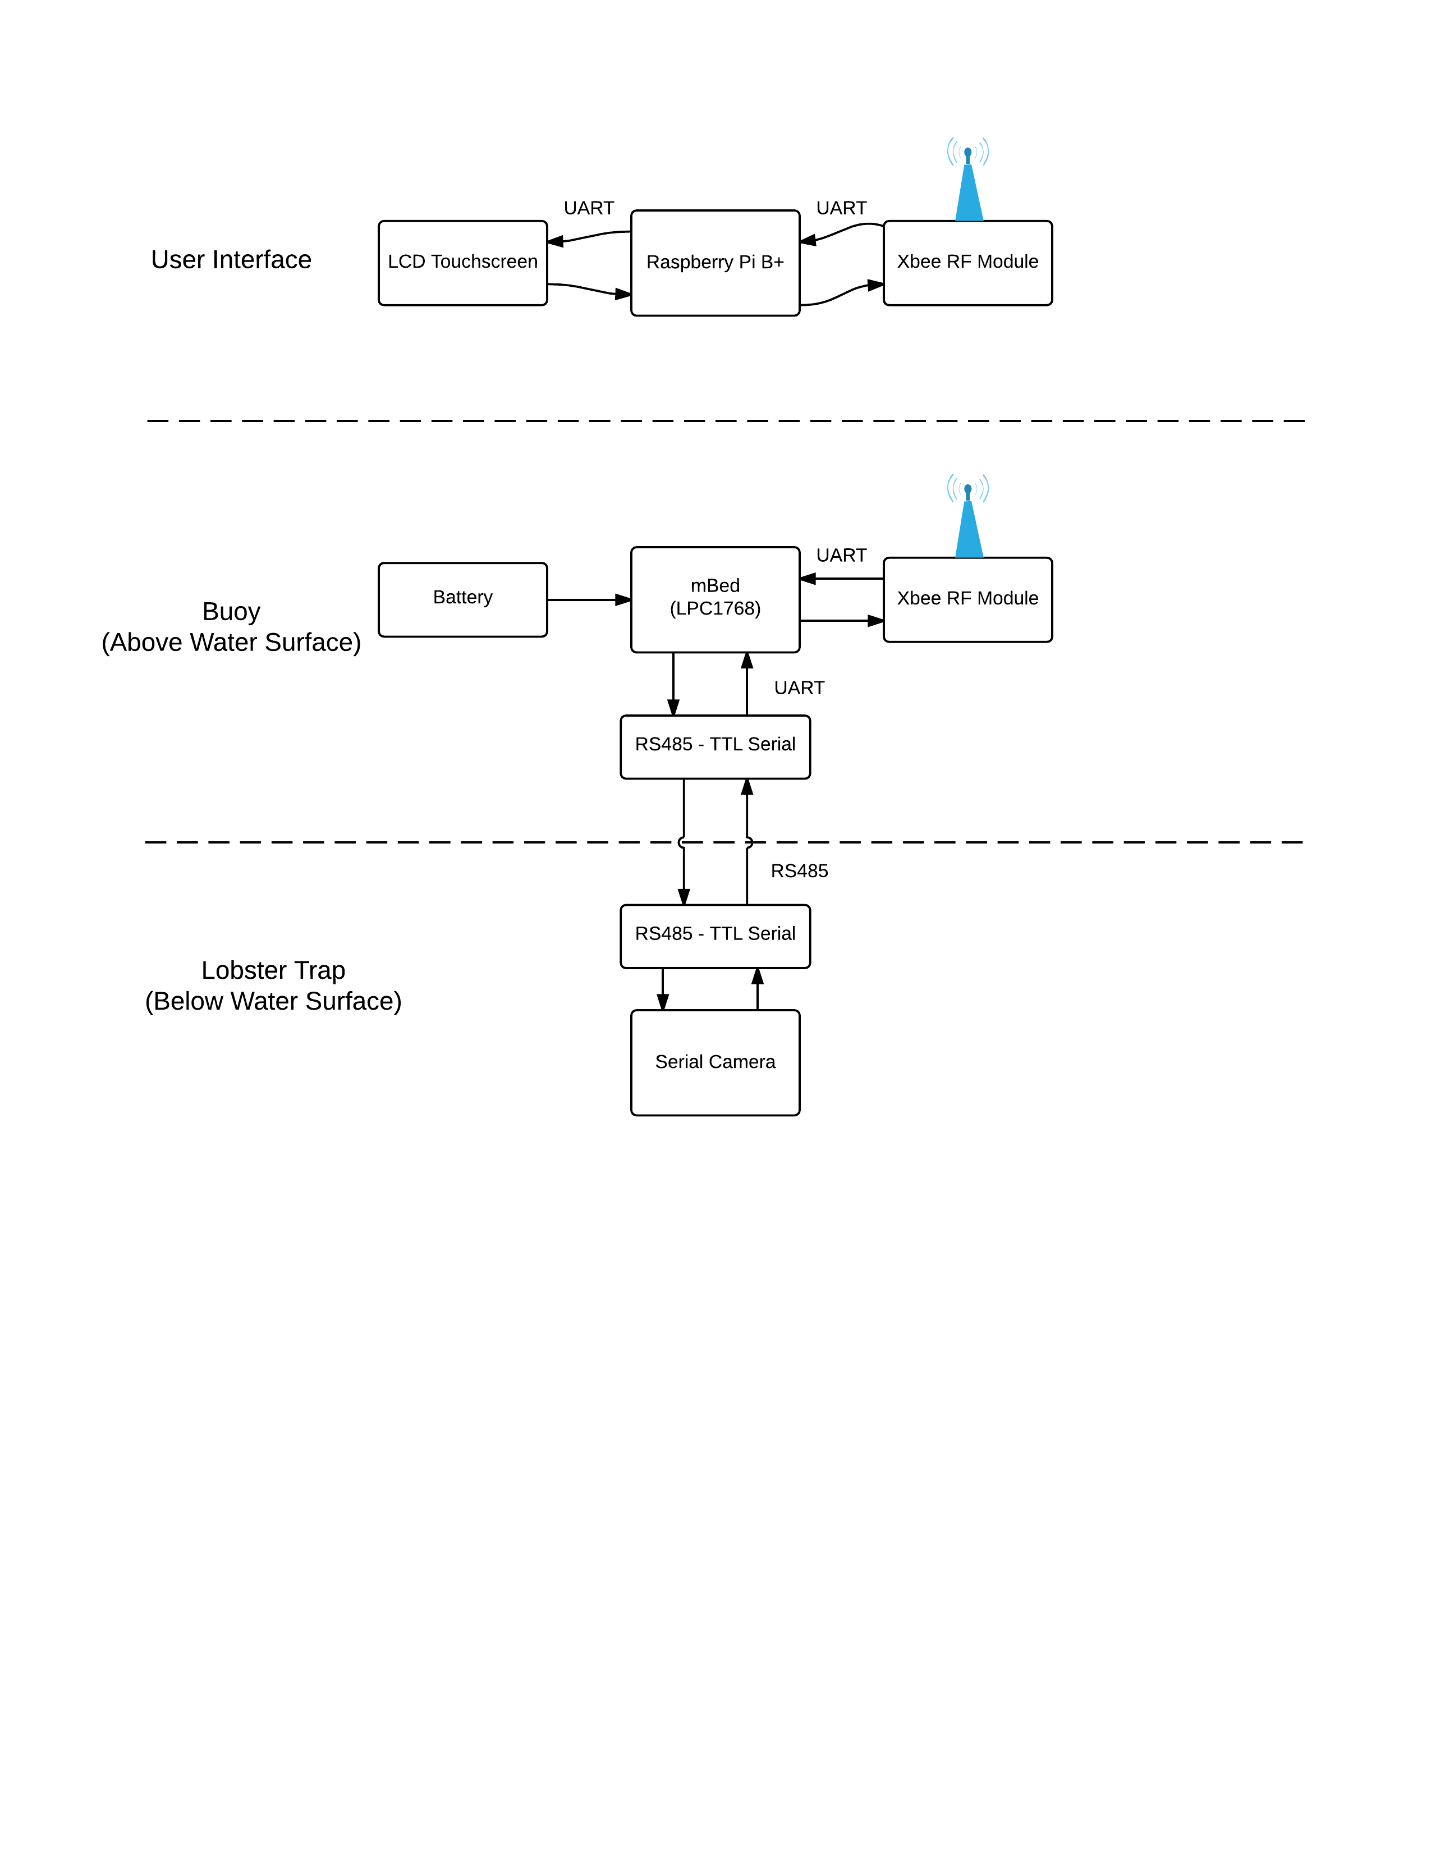 UART
UART
User Interface
LCD Touchscreen
Raspberry Pi B+
Xbee RF Module
UART
Buoy
(Above Water Surface)
Battery
mBed
(LPC1768)
Xbee RF Module
UART
RS485 - TTL Serial
RS485
RS485 - TTL Serial
Lobster Trap
(Below Water Surface)
Serial Camera